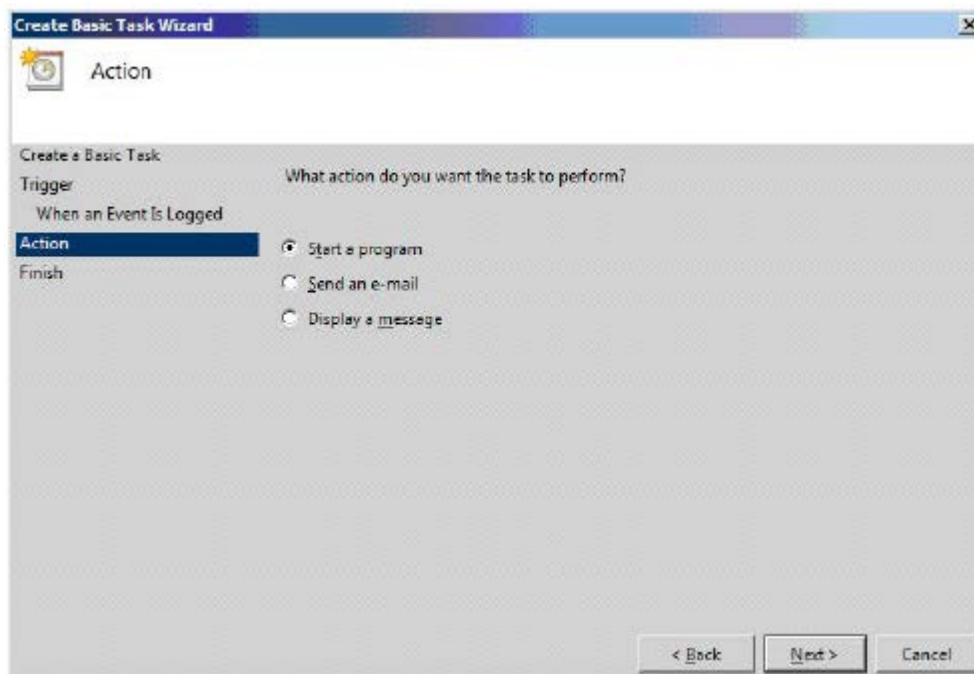 Create Basic Task Wizard
Action
Create a Basic Task
Trigger
When an Event Is Logged
Action
Finish
What action do you want the task to perform?
Start a program
Send an e-mail
Display a message
< Back
Next >
Cancel